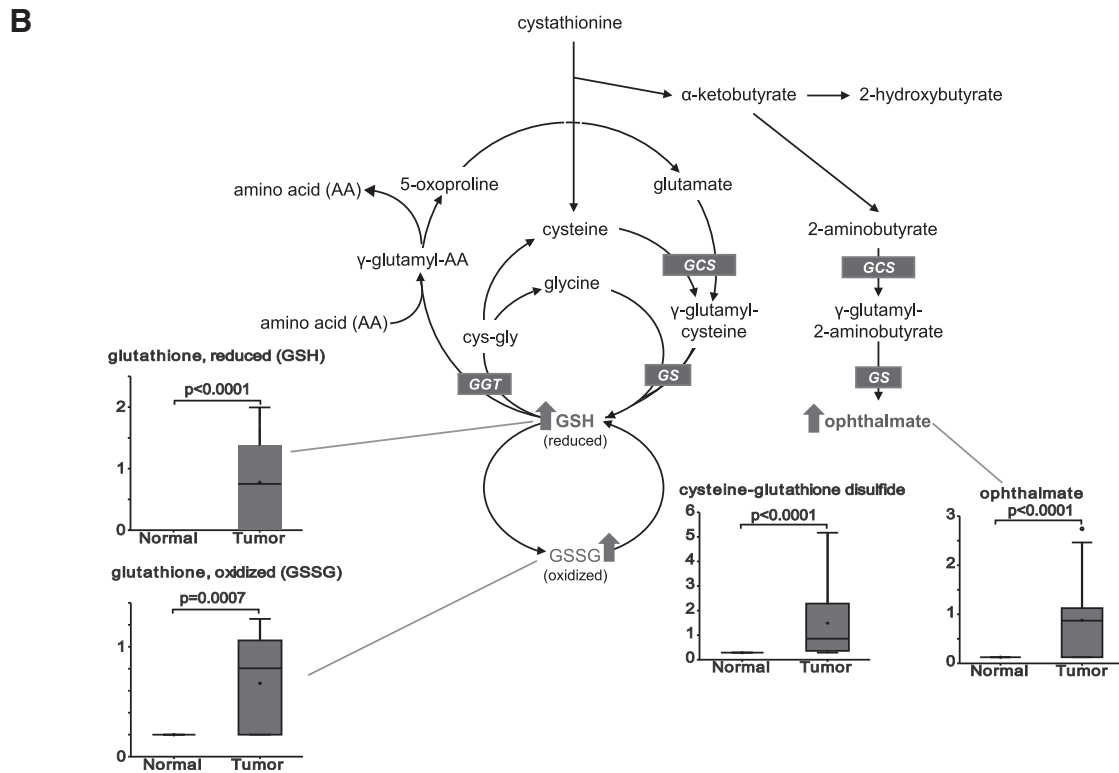 B
cystathionine
α-ketobutyrate
2-hydroxybutyrate
amino acid (AA)
5-oxoproline
glutamate
cysteine
2-aminobutyrate
γ-glutamyl-AA
GCS
GCS
glycine
γ-glutamyl-
cysteine
γ-glutamyl-
2-aminobutyrate
amino acid (AA)
cys-gly
GGT
GS
GS
GSH
(reduced)
ophthalmate
GSSG
(oxidized)
glutathione, reduced (GSH)
p<0.0001
2
1
0
Normal
Tumor
glutathione, oxidized (GSSG)
p=0.0007
1
0
Normal
Tumor
cysteine-glutathione disulfide
p<0.0001
6
5
4
3
2
1
0
Normal
Tumor
ophthalmate
p<0.0001
3
2
1
0
Normal
Tumor